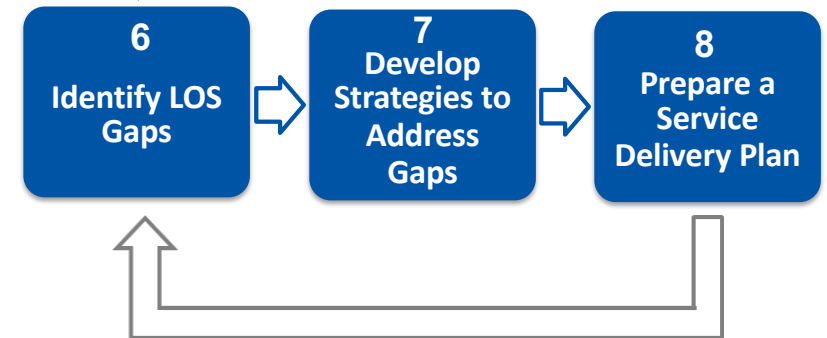 6
Identify LOS
Gaps
7
Develop
Strategies to
Address
Gaps
8
Prepare a
Service
Delivery Plan